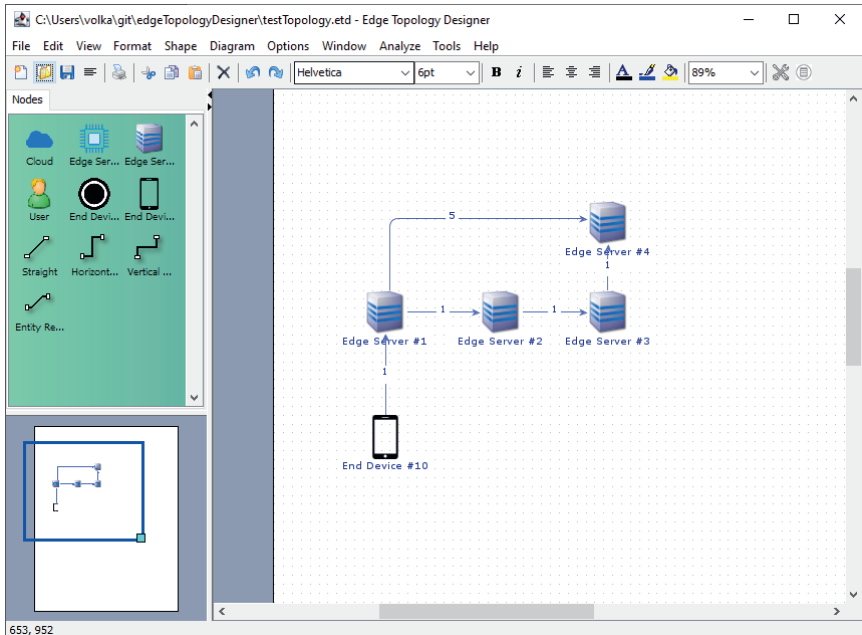 C:\Users\volka\git\edgeTopologyDesigner\testTopology.etd - Edge Topology Designer
File Edit View Format Shape Diagram Options Window Analyze Tools Help
Helvetica 6pt B i A 89%
Nodes
Cloud Edge Ser... Edge Ser...
User End Devi... End Devi...
Straight Horizont... Vertical ...
Entity Re...
5
Edge Server #4
1
1 1
Edge Server #1 Edge Server #2 Edge Server #3
1
End Device #10
653, 952